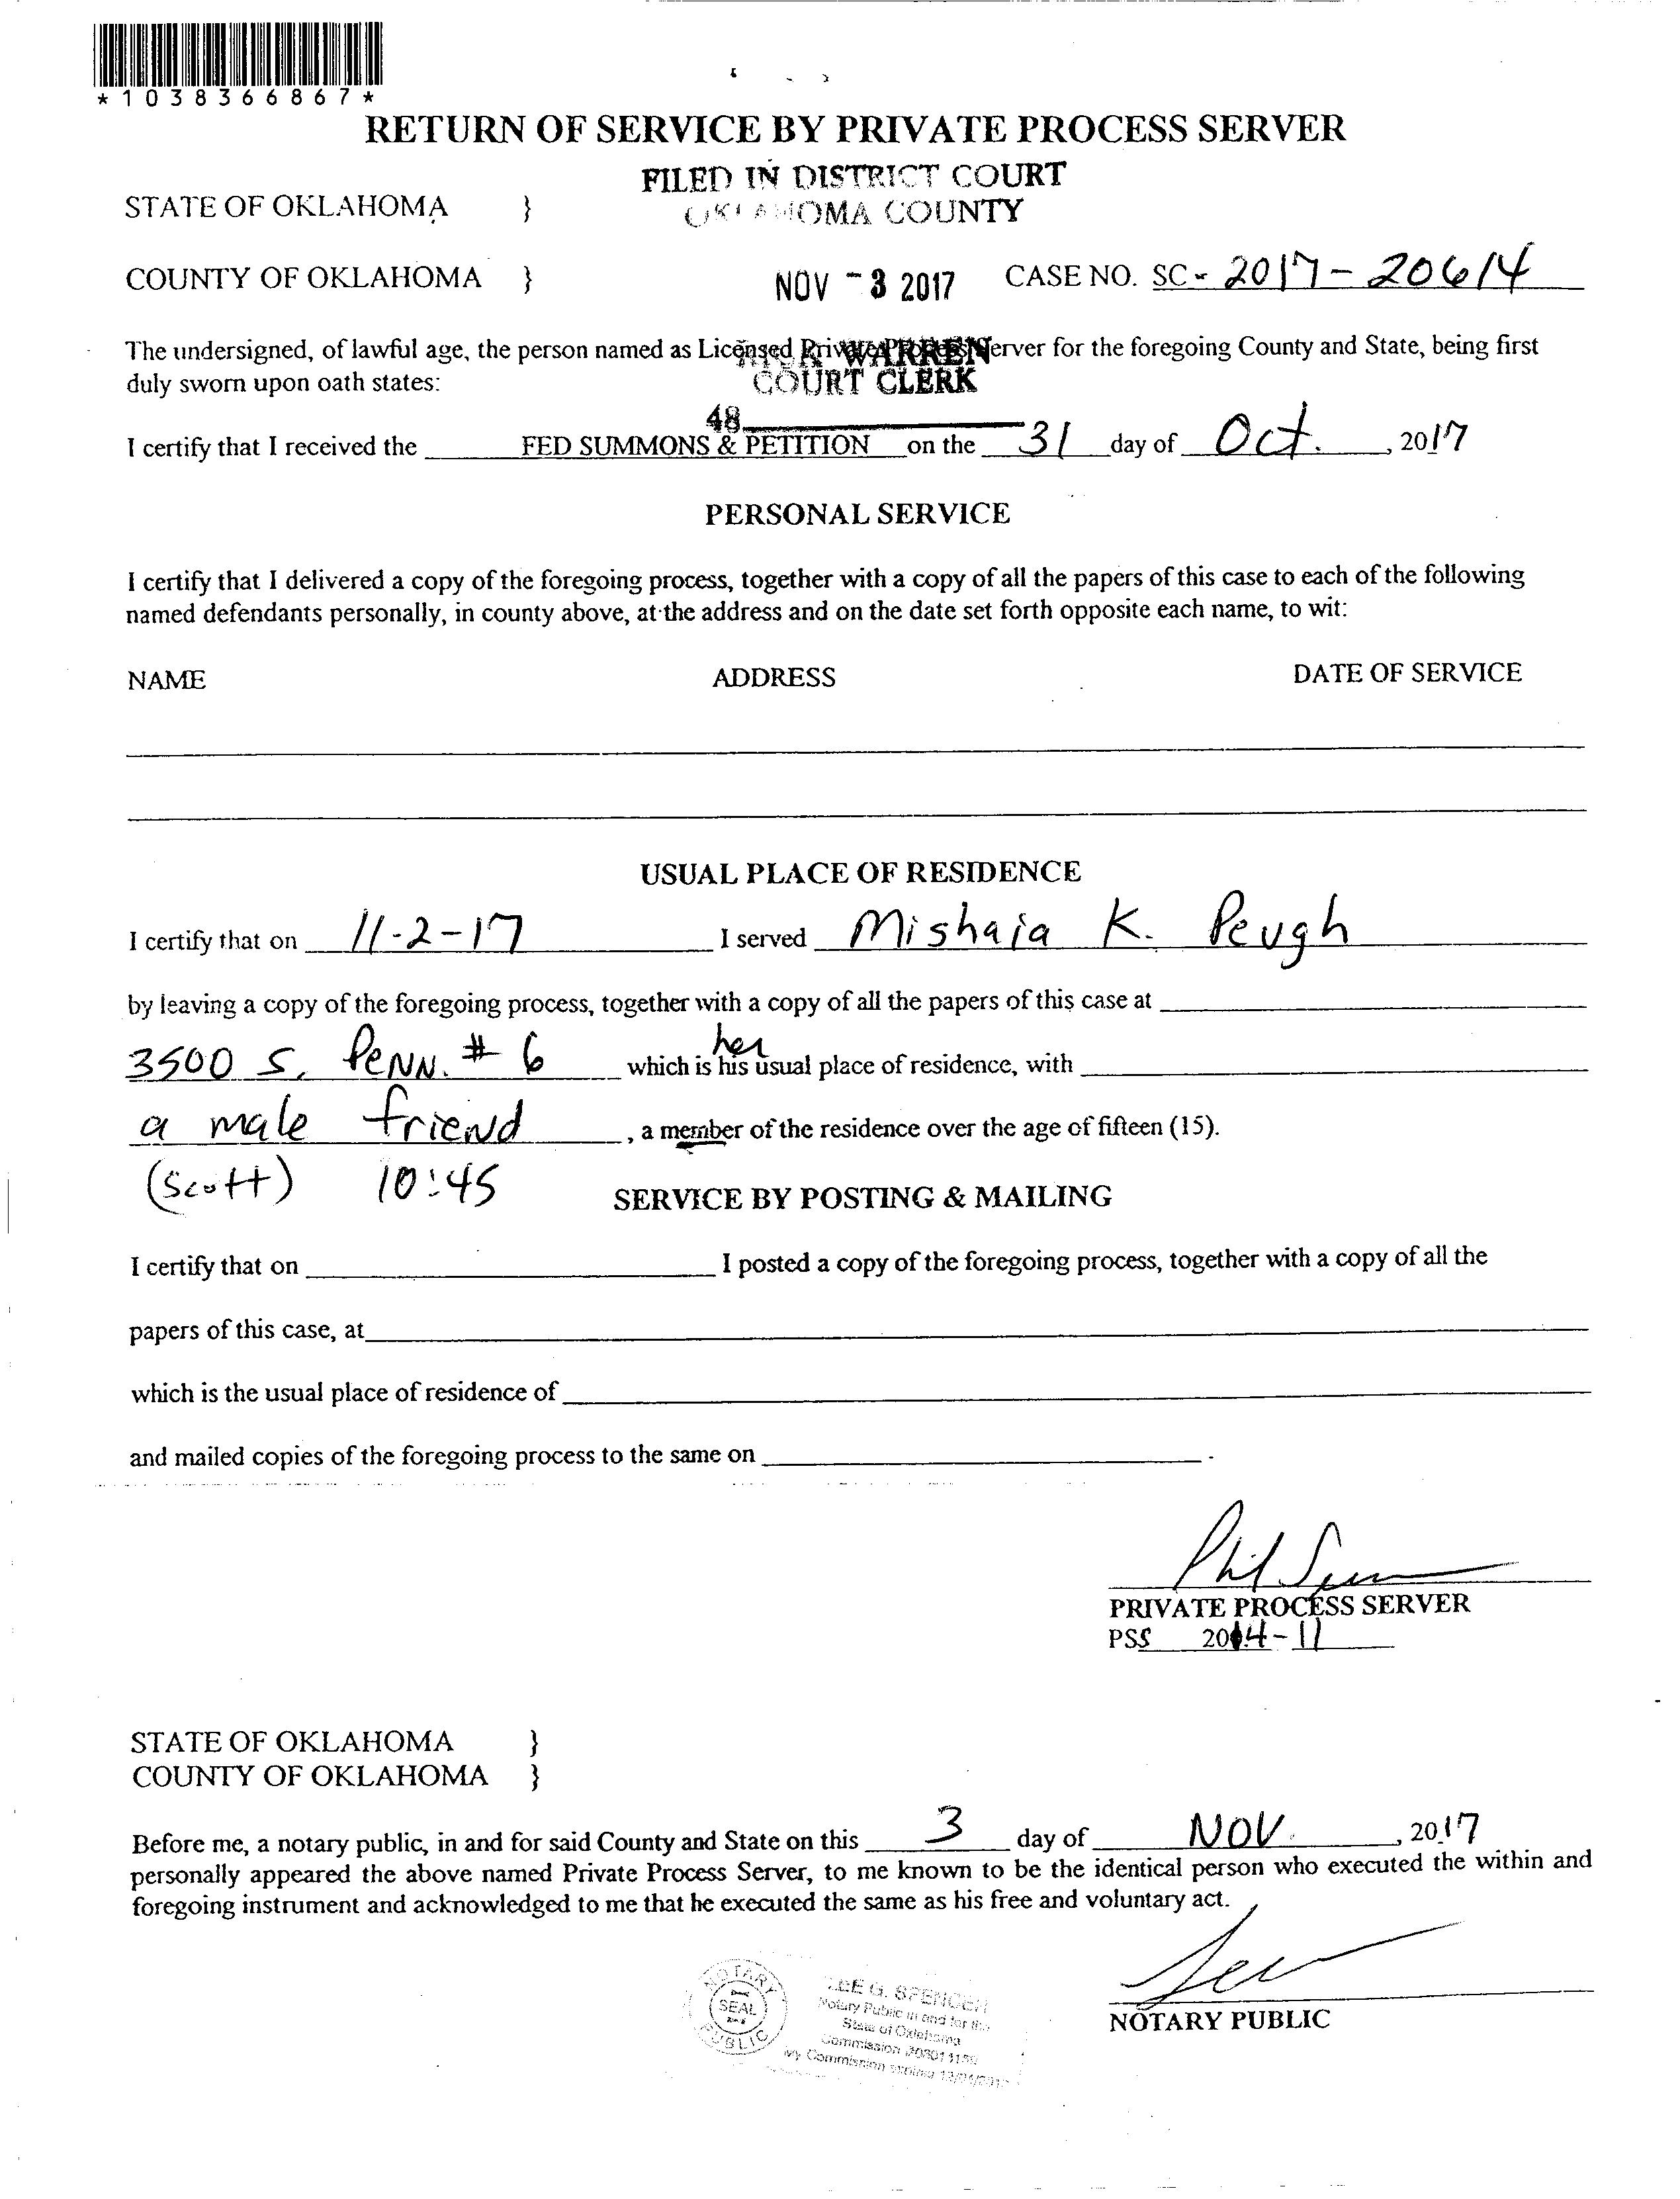 *1038366867*
RETURN OF SERVICE BY PRIVATE PROCESS SERVER
FILED IN DISTRICT COURT
OKLAHOMA COUNTY
STATE OF OKLAHOMA }
COUNTY OF OKLAHOMA }
NOV - 3 2017 CASE NO. SC - 2017 - 20614
The undersigned, of lawful age, the person named as Licensed Private Process Server for the foregoing County and State, being first
WARREN
duly sworn upon oath states:
COURT CLERK
48
I certify that I received the FED SUMMONS & PETITION on the 31 day of Oct. , 2017
PERSONAL SERVICE
I certify that I delivered a copy of the foregoing process, together with a copy of all the papers of this case to each of the following
named defendants personally, in county above, at the address and on the date set forth opposite each name, to wit:
NAME ADDRESS DATE OF SERVICE
USUAL PLACE OF RESIDENCE
I certify that on 11-2-17 I served Mishaia K. Peugh
by leaving a copy of the foregoing process, together with a copy of all the papers of this case at
her
3500 S. PENN. # 6 which is his usual place of residence, with
a male friend , a member of the residence over the age of fifteen (15).
(Scott) 10:45
SERVICE BY POSTING & MAILING
I certify that on I posted a copy of the foregoing process, together with a copy of all the
papers of this case, at
which is the usual place of residence of
and mailed copies of the foregoing process to the same on .
Phil
PRIVATE PROCESS SERVER
PSS 2014-11
STATE OF OKLAHOMA }
COUNTY OF OKLAHOMA }
Before me, a notary public, in and for said County and State on this 3 day of NOV. , 2017
personally appeared the above named Private Process Server, to me known to be the identical person who executed the within and
foregoing instrument and acknowledged to me that he executed the same as his free and voluntary act.
NOTARY PUBLIC
SEAL
LEE G. SPENCER
Notary Public in and for the
State of Oklahoma
Commission
My Commission expires
NOTARY PUBLIC